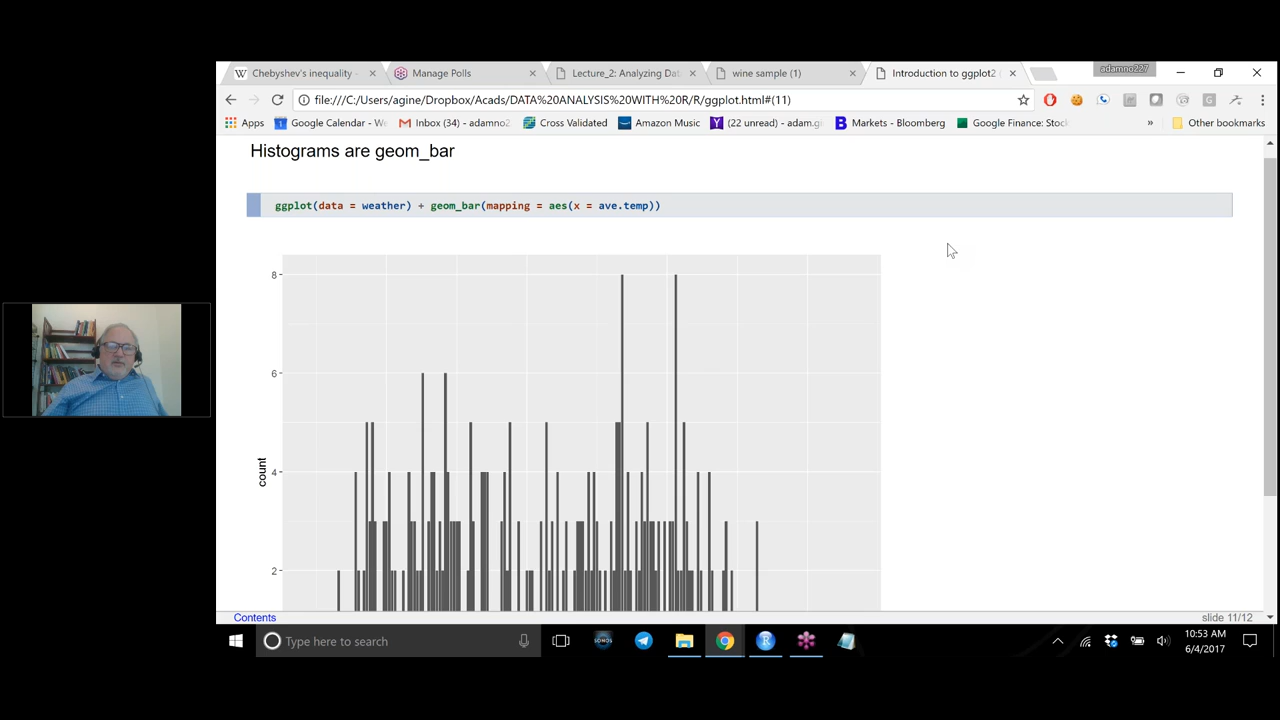 Chebyshev's inequality -
Manage Polls
Lecture_2: Analyzing Dat
wine sample (1)
Introduction to ggplot2 (
adamno227
file:///C:/Users/agine/Dropbox/Acads/DATA%20ANALYSIS%20WITH%20R/R/ggplot.html#(11)
Apps
Google Calendar - We
Inbox (34) - adamno2
Cross Validated
Amazon Music
(22 unread) - adam.gi
Markets - Bloomberg
Google Finance: Stock
»
Other bookmarks
Histograms are geom_bar
ggplot(data = weather) + geom_bar(mapping = aes(x = ave.temp))
8
6
4
2
count
Contents
slide 11/12
Type here to search
SONOS
10:53 AM
6/4/2017